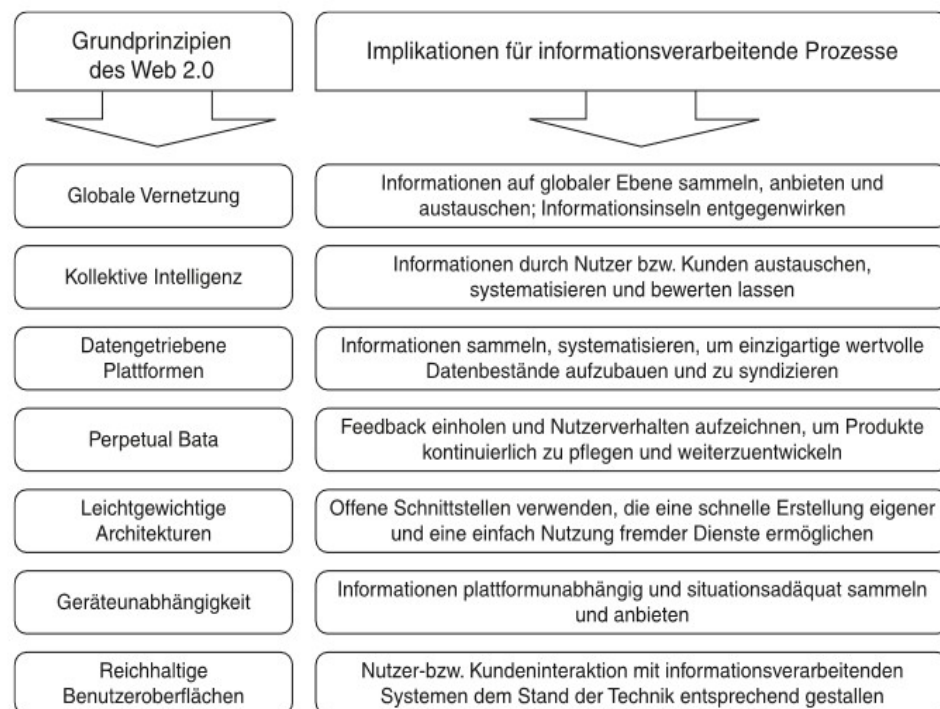 Grundprinzipien
des Web 2.0
Implikationen für informationsverarbeitende Prozesse
Globale Vernetzung
Informationen auf globaler Ebene sammeln, anbieten und
austauschen; Informationsinseln entgegenwirken
Kollektive Intelligenz
Informationen durch Nutzer bzw. Kunden austauschen,
systematisieren und bewerten lassen
Datengetriebene
Plattformen
Informationen sammeln, systematisieren, um einzigartige wertvolle
Datenbestände aufzubauen und zu syndizieren
Perpetual Bata
Feedback einholen und Nutzerverhalten aufzeichnen, um Produkte
kontinuierlich zu pflegen und weiterzuentwickeln
Leichtgewichtige
Architekturen
Offene Schnittstellen verwenden, die eine schnelle Erstellung eigener
und eine einfach Nutzung fremder Dienste ermöglichen
Geräteunabhängigkeit
Informationen plattformunabhängig und situationsadäquat sammeln
und anbieten
Reichhaltige
Benutzeroberflächen
Nutzer-bzw. Kundeninteraktion mit informationsverarbeitenden
Systemen dem Stand der Technik entsprechend gestallen